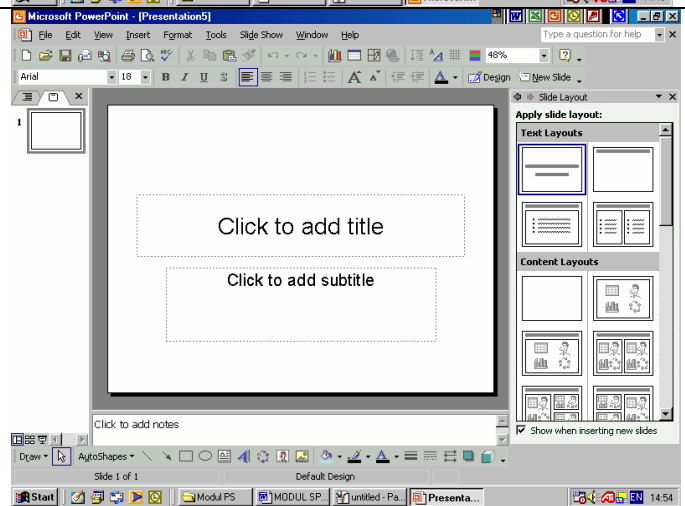 Microsoft PowerPoint - [Presentation5]
File Edit View Insert Format Tools Slide Show Window Help Type a question for help
48%
Arial 18 B I U S A A A Design New Slide
Slide Layout
1
Apply slide layout:
Text Layouts
Click to add title
Click to add subtitle
Content Layouts
Click to add notes
Show when inserting new slides
Draw AutoShapes A
Slide 1 of 1 Default Design
Start Modul PS MODUL SP... untitled - Pa... Presenta... EN 14:54